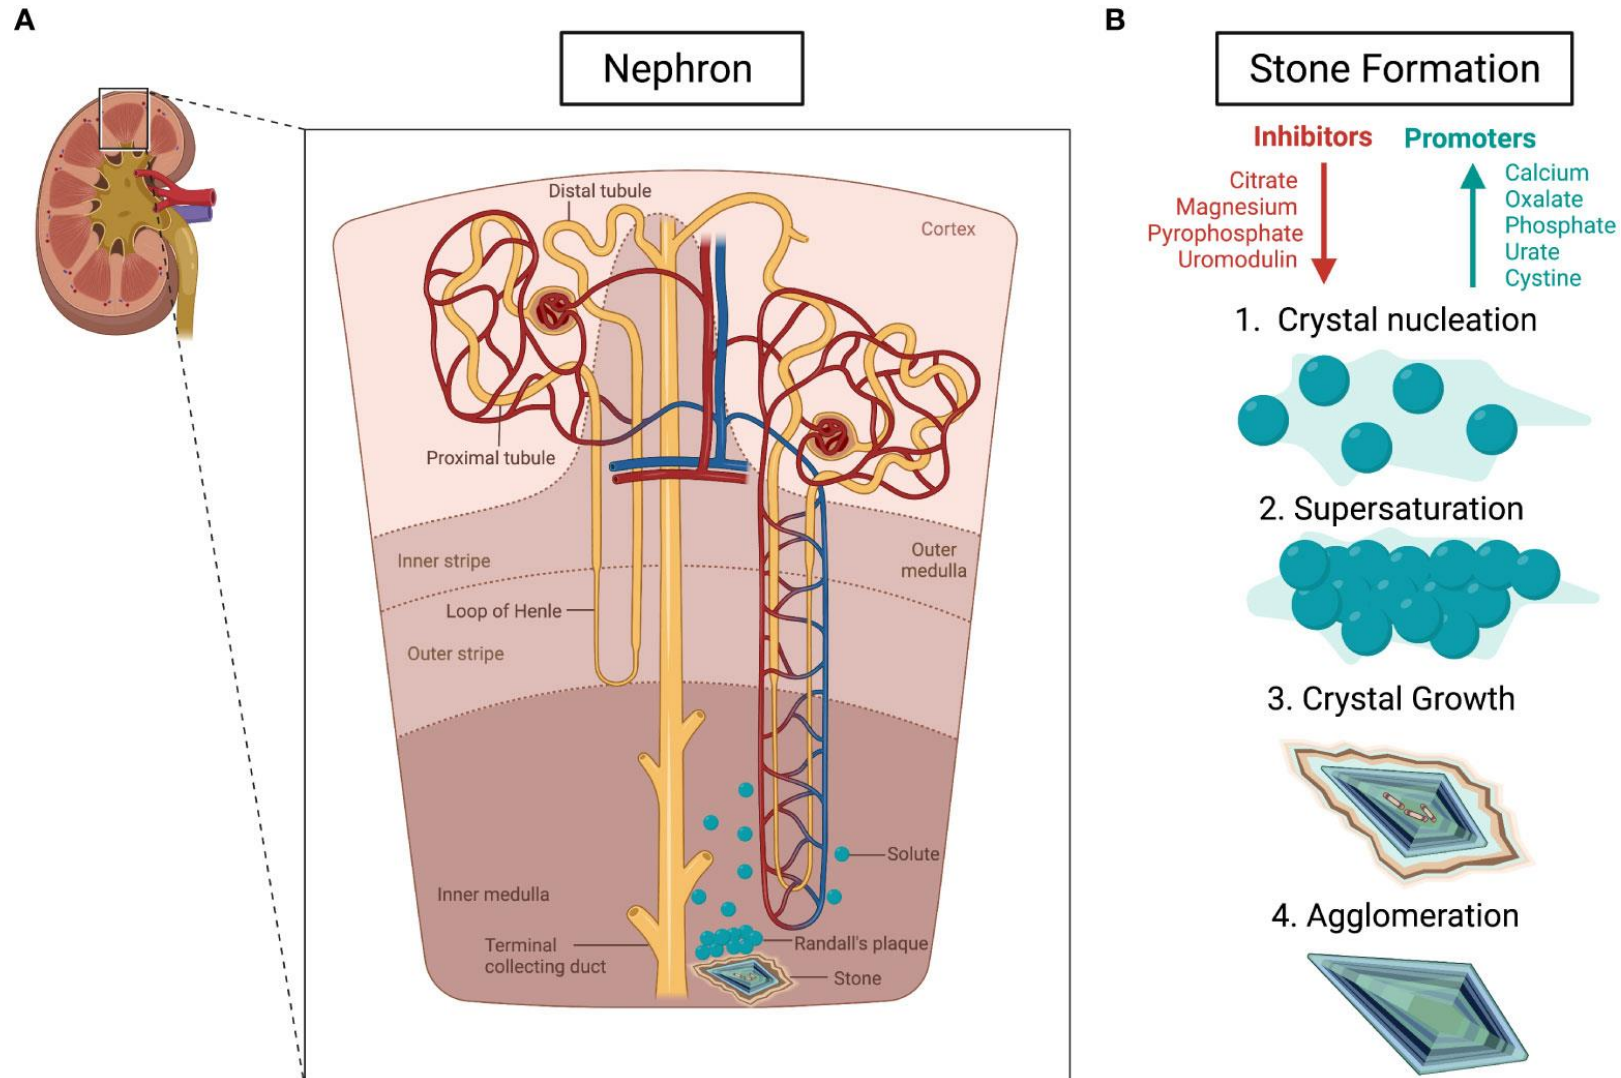 A
Nephron
Distal tubule
Cortex
Proximal tubule
Inner stripe
Outer
medulla
Loop of Henle
Outer stripe
Solute
Inner medulla
Terminal
collecting duct
Randall's plaque
Stone
B
Stone Formation
Inhibitors
Citrate
Magnesium
Pyrophosphate
Uromodulin
Promoters
Calcium
Oxalate
Phosphate
Urate
Cystine
1. Crystal nucleation
2. Supersaturation
3. Crystal Growth
4. Agglomeration